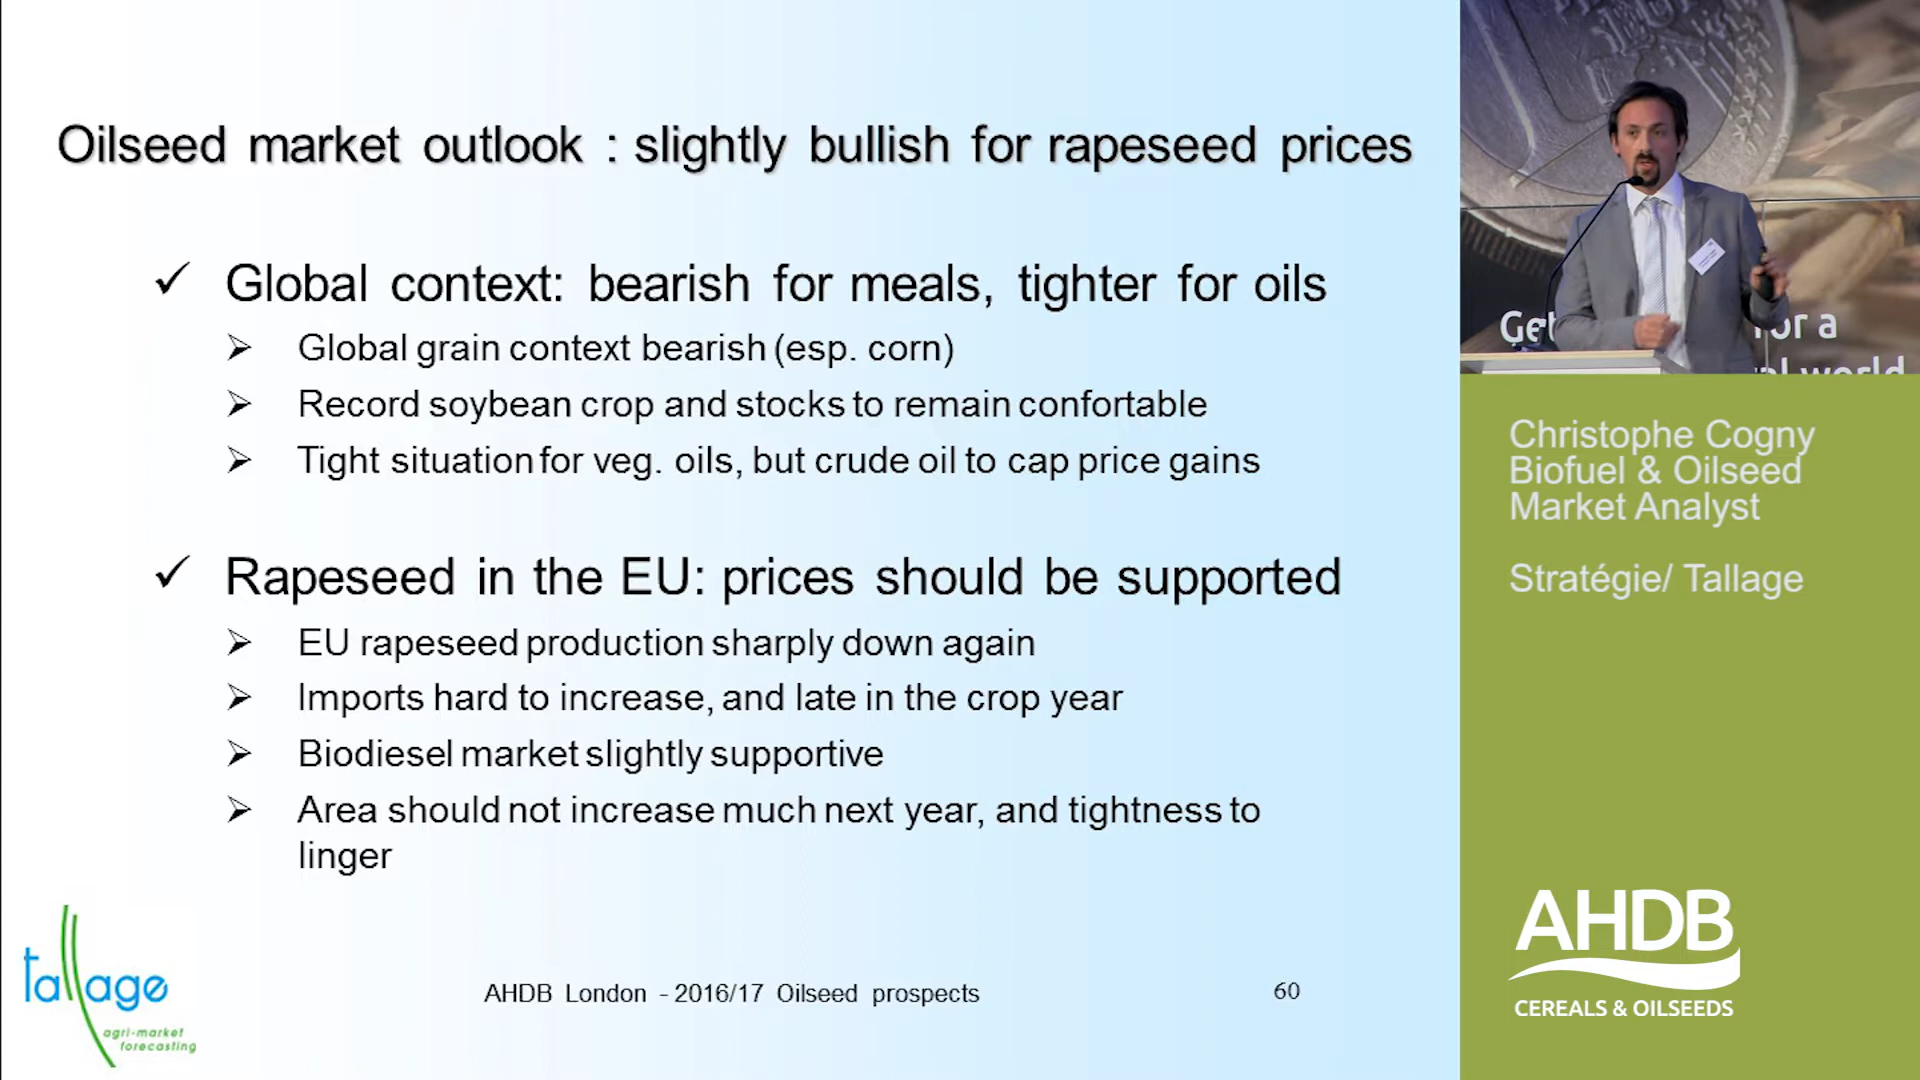 Oilseed market outlook : slightly bullish for rapeseed prices
Global context: bearish for meals, tighter for oils
Global grain context bearish (esp. corn)
Record soybean crop and stocks to remain confortable
Tight situation for veg. oils, but crude oil to cap price gains
Rapeseed in the EU: prices should be supported
EU rapeseed production sharply down again
Imports hard to increase, and late in the crop year
Biodiesel market slightly supportive
Area should not increase much next year, and tightness to
linger
tallage
agri-market
forecasting
AHDB London - 2016/17 Oilseed prospects
60
Get
or a
world
Christophe Cogny
Biofuel & Oilseed
Market Analyst
Stratégie/ Tallage
AHDB
CEREALS & OILSEEDS